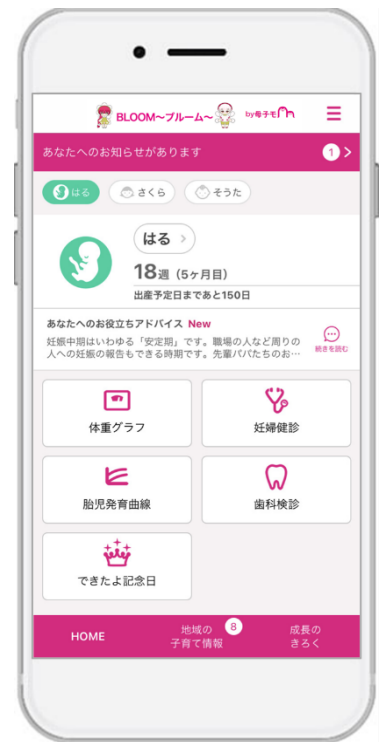 BLOOM〜ブルーム〜 by母子モ
あなたへのお知らせがあります 1 >
はる さくら そうた
はる >
18週（5ヶ月目）
出産予定日まであと150日
あなたへのお役立ちアドバイス New
妊娠中期はいわゆる「安定期」です。職場の人など周りの
人への妊娠の報告もできる時期です。先輩パパたちのお…
続きを読む
体重グラフ
妊婦健診
胎児発育曲線
歯科検診
できたよ記念日
HOME
地域の
子育て情報
8
成長の
きろく